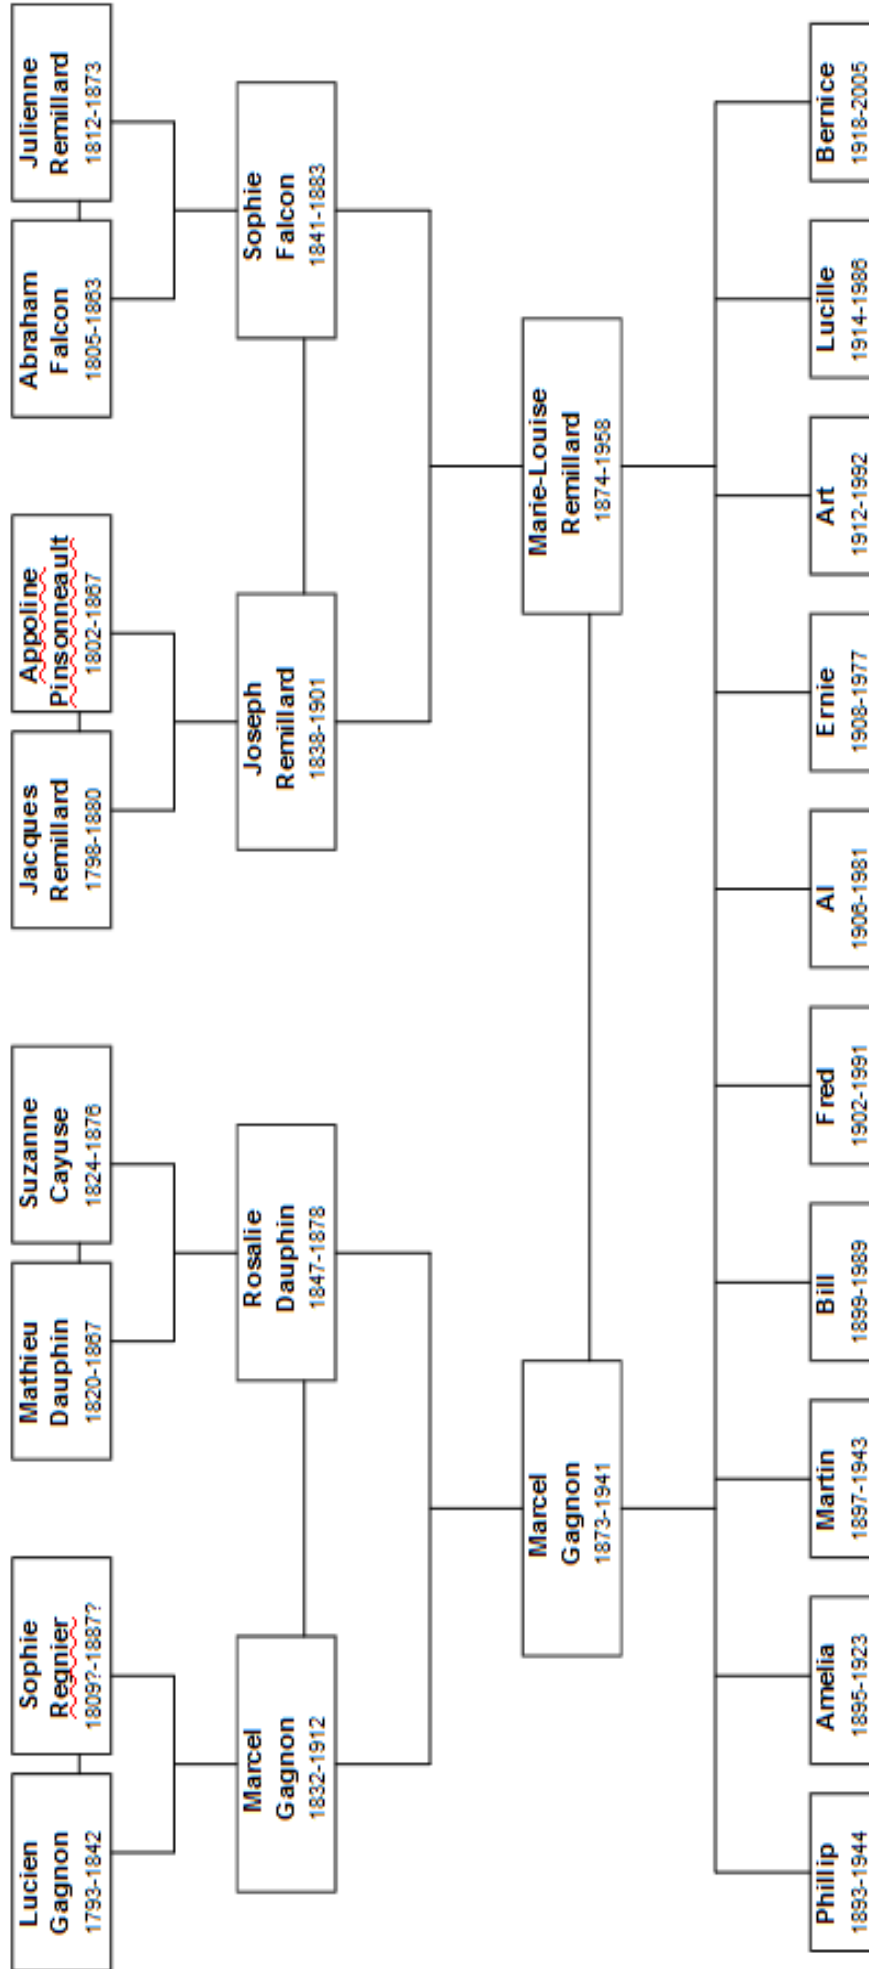 Lucien
Gagnon
1793-1842
Sophie
Regnier
1809?-1887?
Mathieu
Dauphin
1820-1867
Suzanne
Cayuse
1824-1876
Jacques
Remillard
1798-1880
Appoline
Pinsonneault
1802-1867
Abraham
Falcon
1805-1863
Julienne
Remillard
1812-1873
Marcel
Gagnon
1832-1912
Rosalie
Dauphin
1847-1878
Joseph
Remillard
1838-1901
Sophie
Falcon
1841-1883
Marcel
Gagnon
1873-1941
Marie-Louise
Remillard
1874-1958
Phillip
1893-1944
Amelia
1895-1923
Martin
1897-1943
Bill
1899-1989
Fred
1902-1991
Al
1906-1981
Ernie
1908-1977
Art
1912-1992
Lucille
1914-1986
Bernice
1918-2005